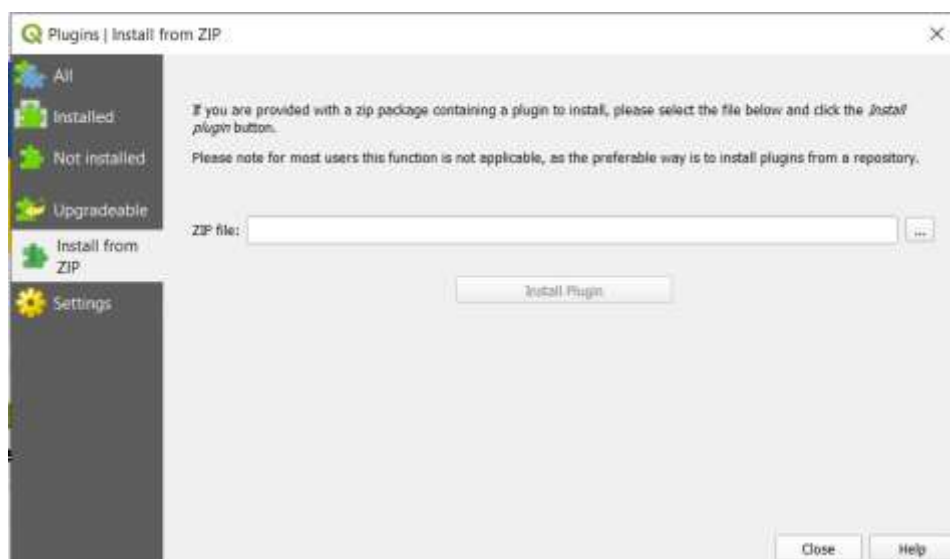 Plugins | Install from ZIP
All
Installed
Not installed
Upgradeable
Install from
ZIP
Settings
If you are provided with a zip package containing a plugin to install, please select the file below and click the Install
plugin button.
Please note for most users this function is not applicable, as the preferable way is to install plugins from a repository.
ZIP file:
...
Install Plugin
Close
Help